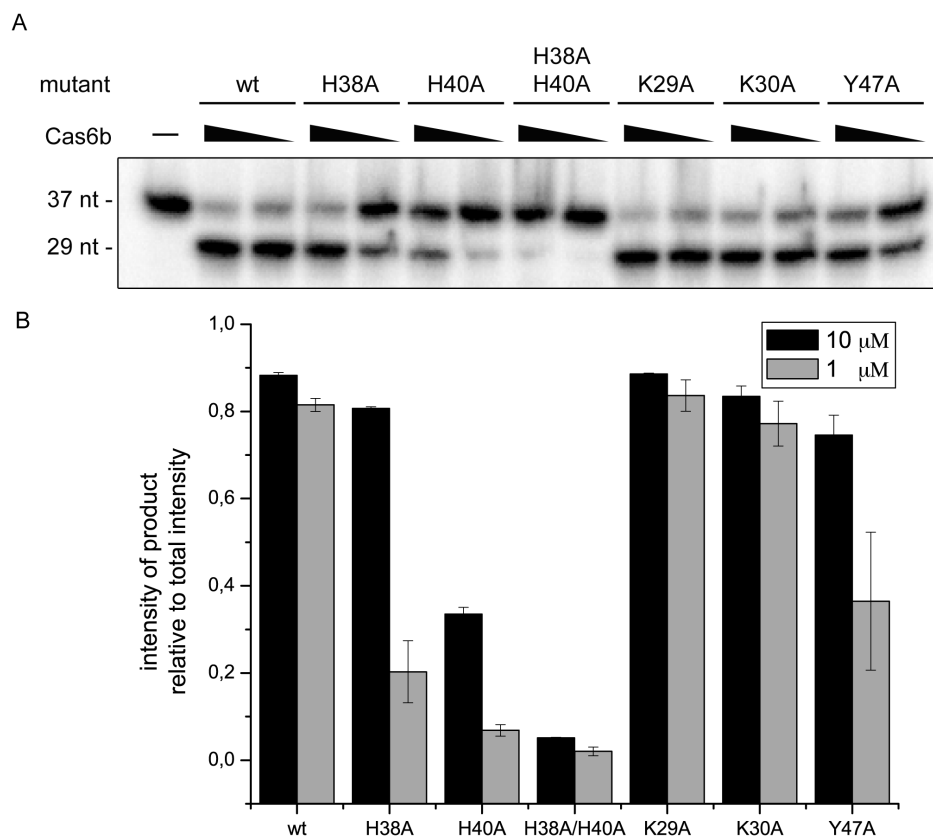 A
mutant wt H38A H40A H38A H40A K29A K30A Y47A
Cas6b —
37 nt -
29 nt -
B
intensity of product
relative to total intensity
1,0
0,8
0,6
0,4
0,2
0,0
10 μM
1 μM
wt H38A H40A H38A/H40A K29A K30A Y47A